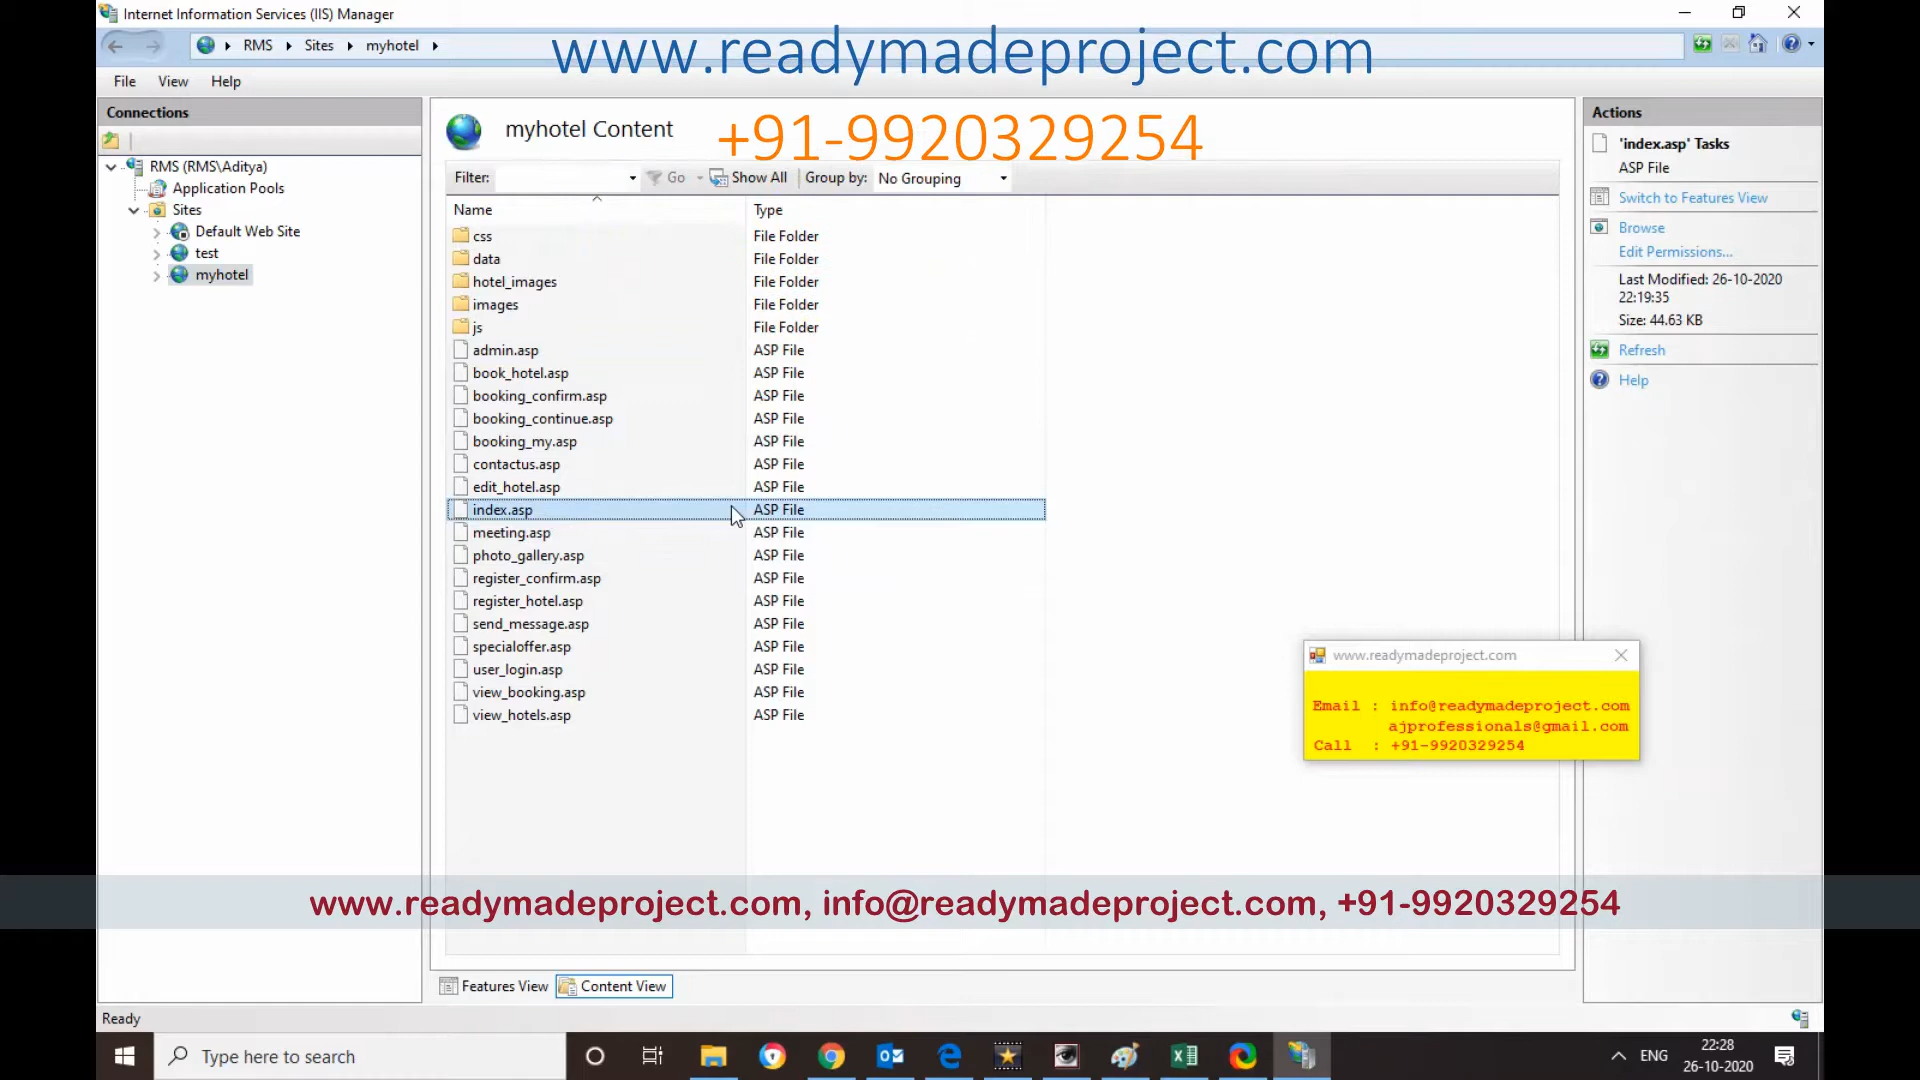 Internet Information Services (IIS) Manager
RMS Sites myhotel
www.readymadeproject.com
File View Help
Connections
RMS (RMS\Aditya)
Application Pools
Sites
Default Web Site
test
myhotel
myhotel Content
+91-9920329254
Filter: Go Show All Group by: No Grouping
Name Type
css File Folder
data File Folder
hotel_images File Folder
images File Folder
js File Folder
admin.asp ASP File
book_hotel.asp ASP File
booking_confirm.asp ASP File
booking_continue.asp ASP File
booking_my.asp ASP File
contactus.asp ASP File
edit_hotel.asp ASP File
index.asp ASP File
meeting.asp ASP File
photo_gallery.asp ASP File
register_confirm.asp ASP File
register_hotel.asp ASP File
send_message.asp ASP File
specialoffer.asp ASP File
user_login.asp ASP File
view_booking.asp ASP File
view_hotels.asp ASP File
Actions
'index.asp' Tasks
ASP File
Switch to Features View
Browse
Edit Permissions...
Last Modified: 26-10-2020
22:19:35
Size: 44.63 KB
Refresh
Help
www.readymadeproject.com
Email : info@readymadeproject.com
ajprofessionals@gmail.com
Call : +91-9920329254
www.readymadeproject.com, info@readymadeproject.com, +91-9920329254
Features View Content View
Ready
Type here to search
ENG
22:28
26-10-2020